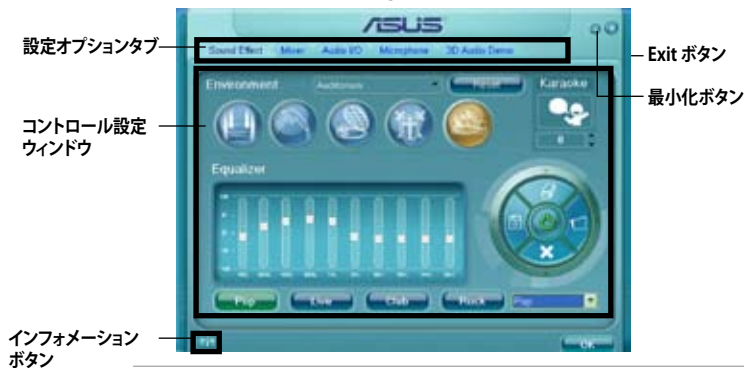 ASUS
設定オプションタブ
Sound Effect Mixer Audio I/O Microphone 3D Audio Demo
Exit ボタン
最小化ボタン
Environment Auditorium Reset Karaoke
0
コントロール設定
ウィンドウ
Equalizer
Pop Live Club Rock Pop
インフォメーション
ボタン
OK